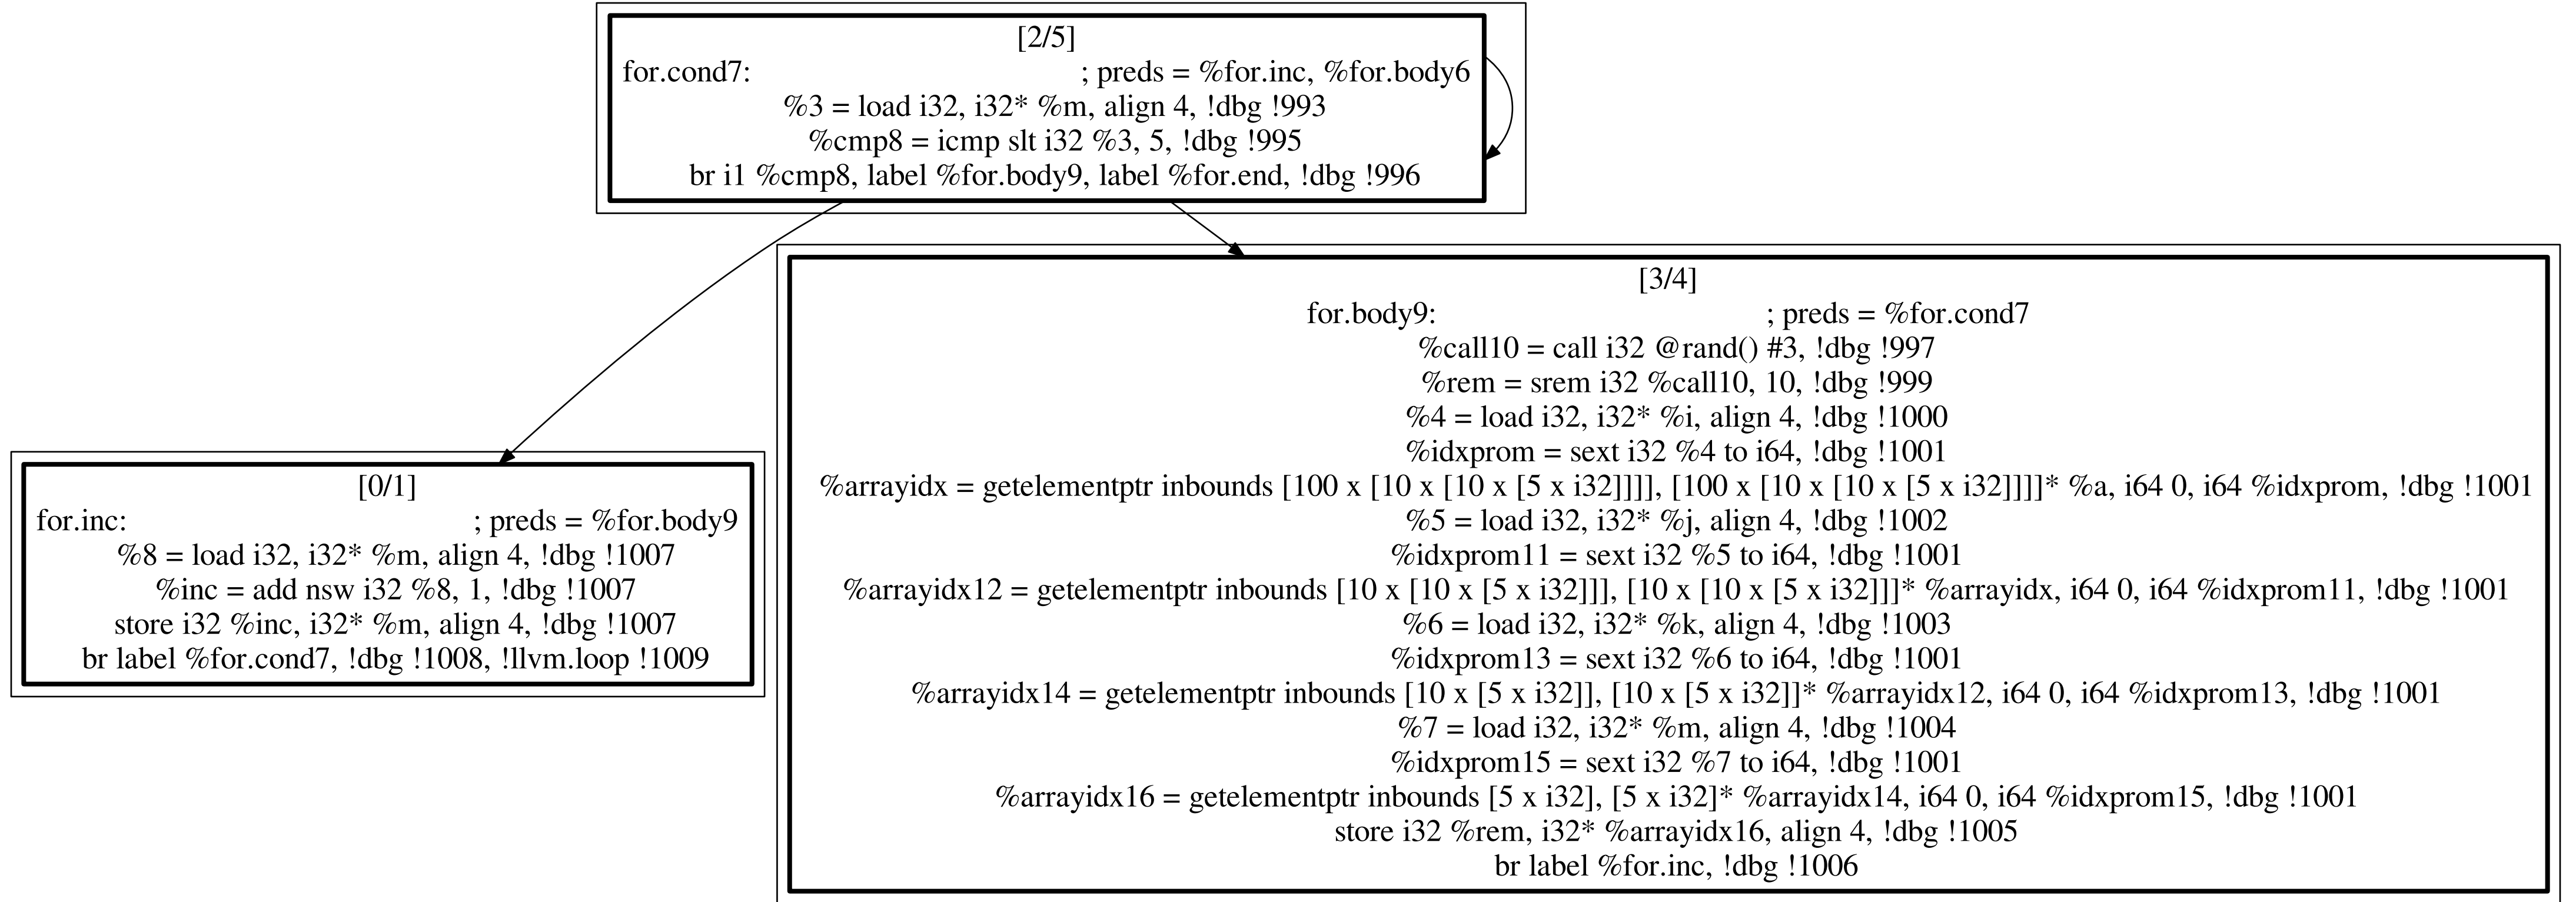 [2/5]
for.cond7: ; preds = %for.inc, %for.body6
%3 = load i32, i32* %m, align 4, !dbg !993
%cmp8 = icmp slt i32 %3, 5, !dbg !995
br i1 %cmp8, label %for.body9, label %for.end, !dbg !996
[3/4]
for.body9: ; preds = %for.cond7
%call10 = call i32 @rand() #3, !dbg !997
%rem = srem i32 %call10, 10, !dbg !999
%4 = load i32, i32* %i, align 4, !dbg !1000
%idxprom = sext i32 %4 to i64, !dbg !1001
%arrayidx = getelementptr inbounds [100 x [10 x [10 x [5 x i32]]]], [100 x [10 x [10 x [5 x i32]]]]* %a, i64 0, i64 %idxprom, !dbg !1001
%5 = load i32, i32* %j, align 4, !dbg !1002
%idxprom11 = sext i32 %5 to i64, !dbg !1001
%arrayidx12 = getelementptr inbounds [10 x [10 x [5 x i32]]], [10 x [10 x [5 x i32]]]* %arrayidx, i64 0, i64 %idxprom11, !dbg !1001
%6 = load i32, i32* %k, align 4, !dbg !1003
%idxprom13 = sext i32 %6 to i64, !dbg !1001
%arrayidx14 = getelementptr inbounds [10 x [5 x i32]], [10 x [5 x i32]]* %arrayidx12, i64 0, i64 %idxprom13, !dbg !1001
%7 = load i32, i32* %m, align 4, !dbg !1004
%idxprom15 = sext i32 %7 to i64, !dbg !1001
%arrayidx16 = getelementptr inbounds [5 x i32], [5 x i32]* %arrayidx14, i64 0, i64 %idxprom15, !dbg !1001
store i32 %rem, i32* %arrayidx16, align 4, !dbg !1005
br label %for.inc, !dbg !1006
[0/1]
for.inc: ; preds = %for.body9
%8 = load i32, i32* %m, align 4, !dbg !1007
%inc = add nsw i32 %8, 1, !dbg !1007
store i32 %inc, i32* %m, align 4, !dbg !1007
br label %for.cond7, !dbg !1008, !llvm.loop !1009